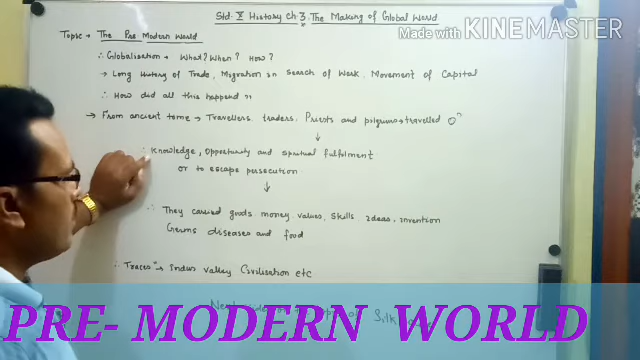 Std. X History Ch 3. The Making of Global World
Made with KINEMASTER
Topic → The Pre Modern World
∴ Globalisation → What? When? How?
→ Long History of Trade, Migration in Search of Work, Movement of Capital
∴ How did all this happend ??
→ From ancient time → Travellers traders, Priests and pilgrims → travelled
↓
∴ Knowledge, opportunity and spiritual fulfilment
or to escape persecution
↓
∴ They carried goods, money values, skills ideas, invention
Germs diseases and food
∴ Traces → Indus valley Civilisation etc
Silk
PRE- MODERN WORLD